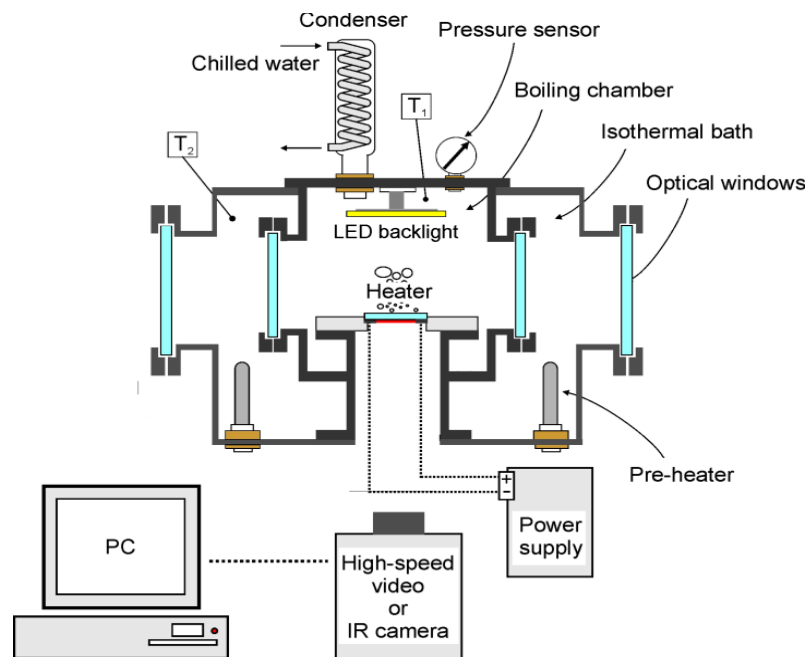 Condenser
Pressure sensor
Chilled water
Boiling chamber
T1
Isothermal bath
T2
Optical windows
LED backlight
Heater
Pre-heater
+
−
Power
supply
PC
High-speed
video
or
IR camera